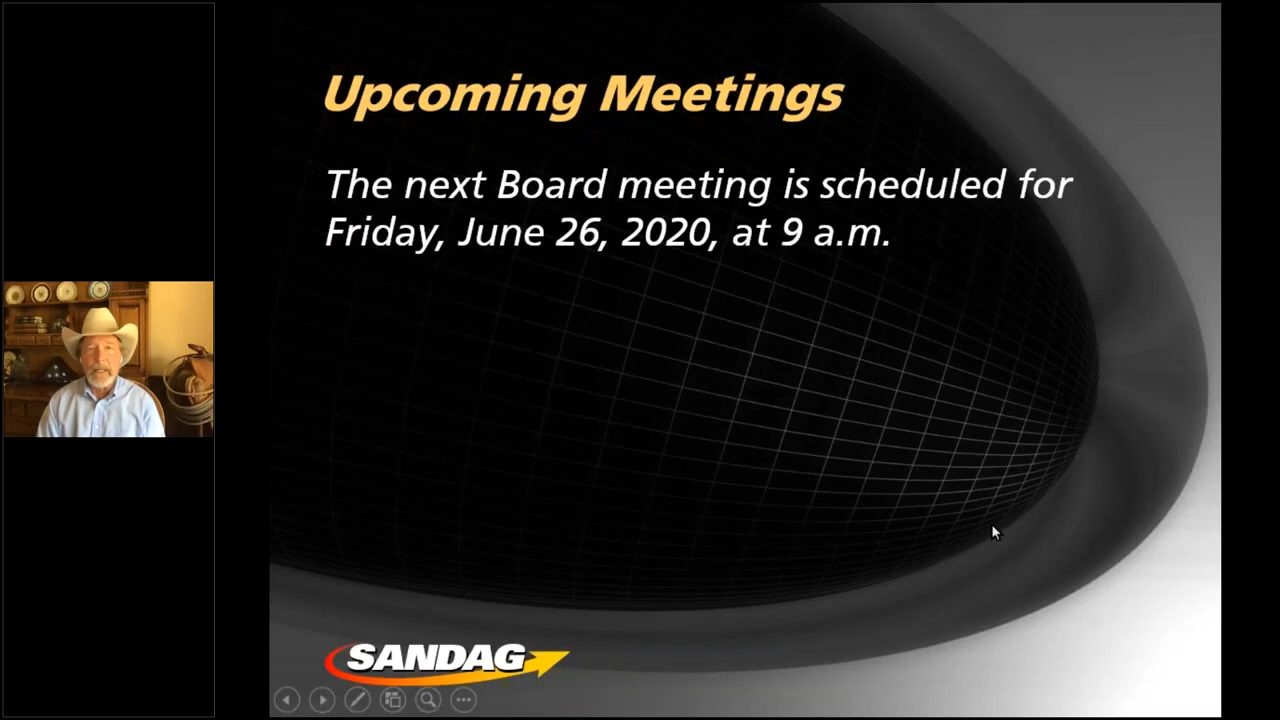 Upcoming Meetings
The next Board meeting is scheduled for
Friday, June 26, 2020, at 9 a.m.
SANDAG